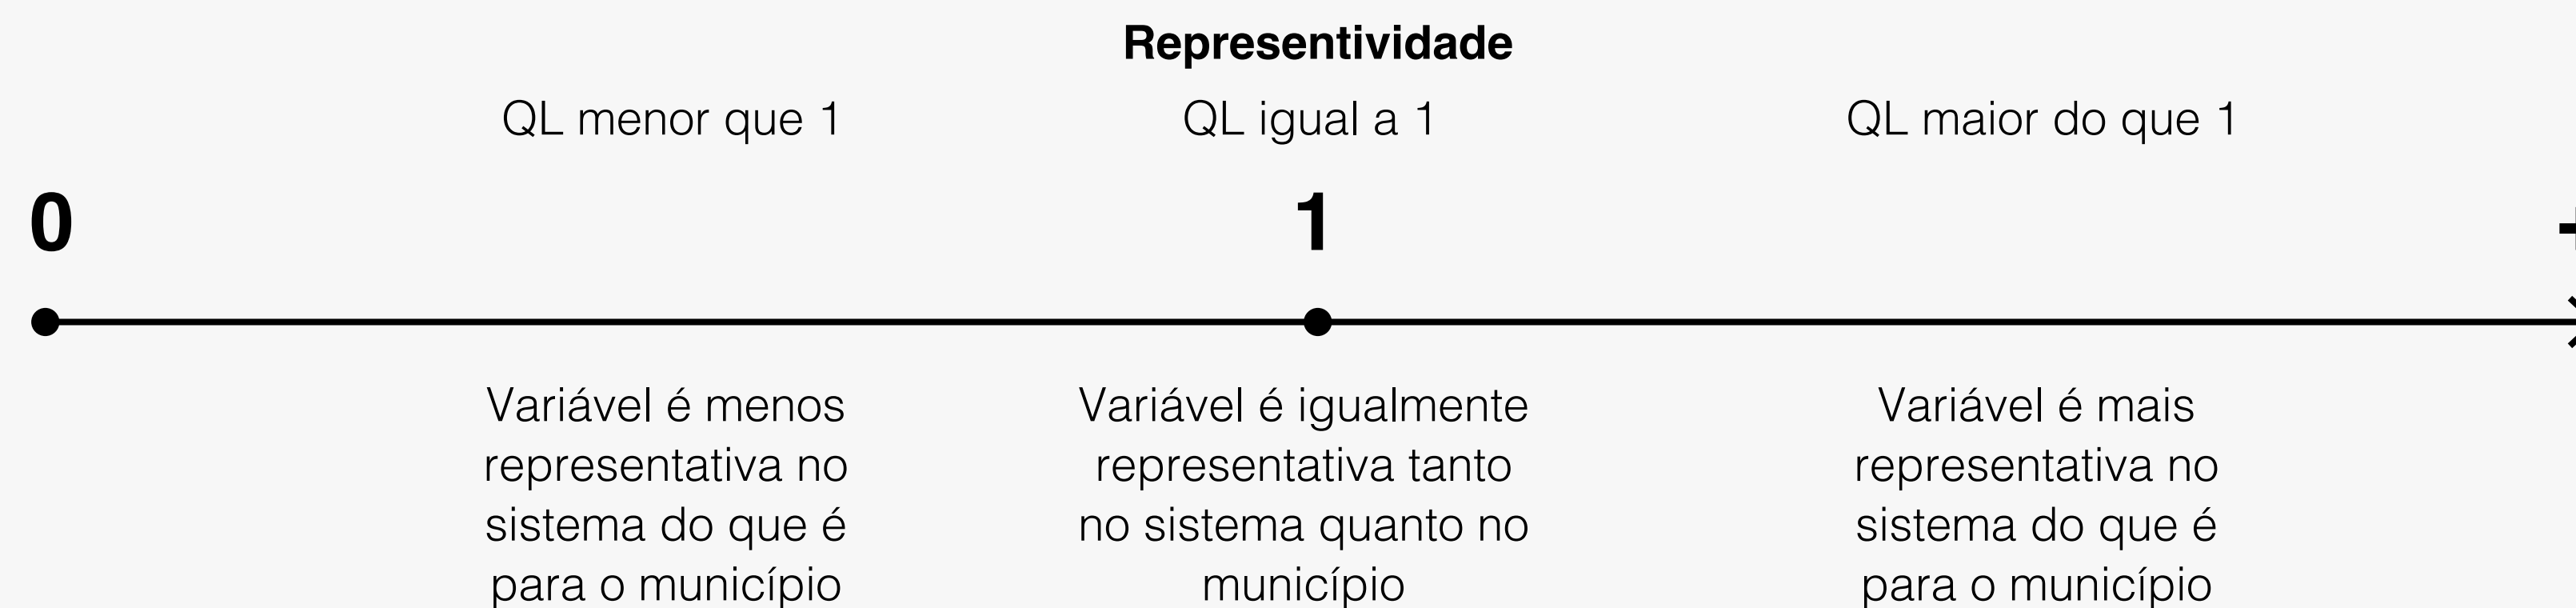 Representividade
QL menor que 1
QL igual a 1
QL maior do que 1
0
1
Variável é menos
representativa no
sistema do que é
para o município
Variável é igualmente
representativa tanto
no sistema quanto no
município
Variável é mais
representativa no
sistema do que é
para o município